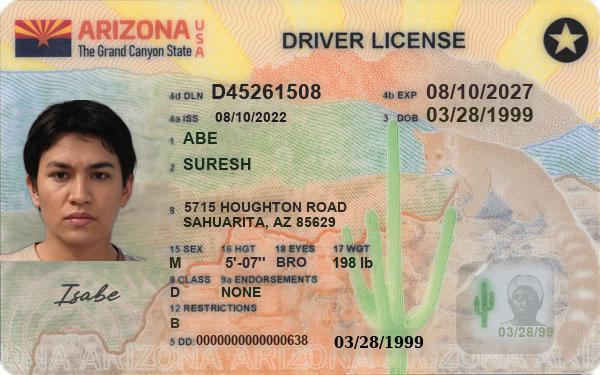 ARIZONA USA
The Grand Canyon State
DRIVER LICENSE
4d DLN D45261508 4b EXP 08/10/2027
4a ISS 08/10/2022 3 DOB 03/28/1999
1 ABE
2 SURESH
8 5715 HOUGHTON ROAD
SAHUARITA, AZ 85629
15 SEX 16 HGT 18 EYES 17 WGT
M 5'-07" BRO 198 lb
9 CLASS 9a ENDORSEMENTS
D NONE
Isabe
12 RESTRICTIONS
B
03/28/99
5 DD: 0000000000000638 03/28/1999
ARIZONA ARIZONA ARIZONA ARIZONA